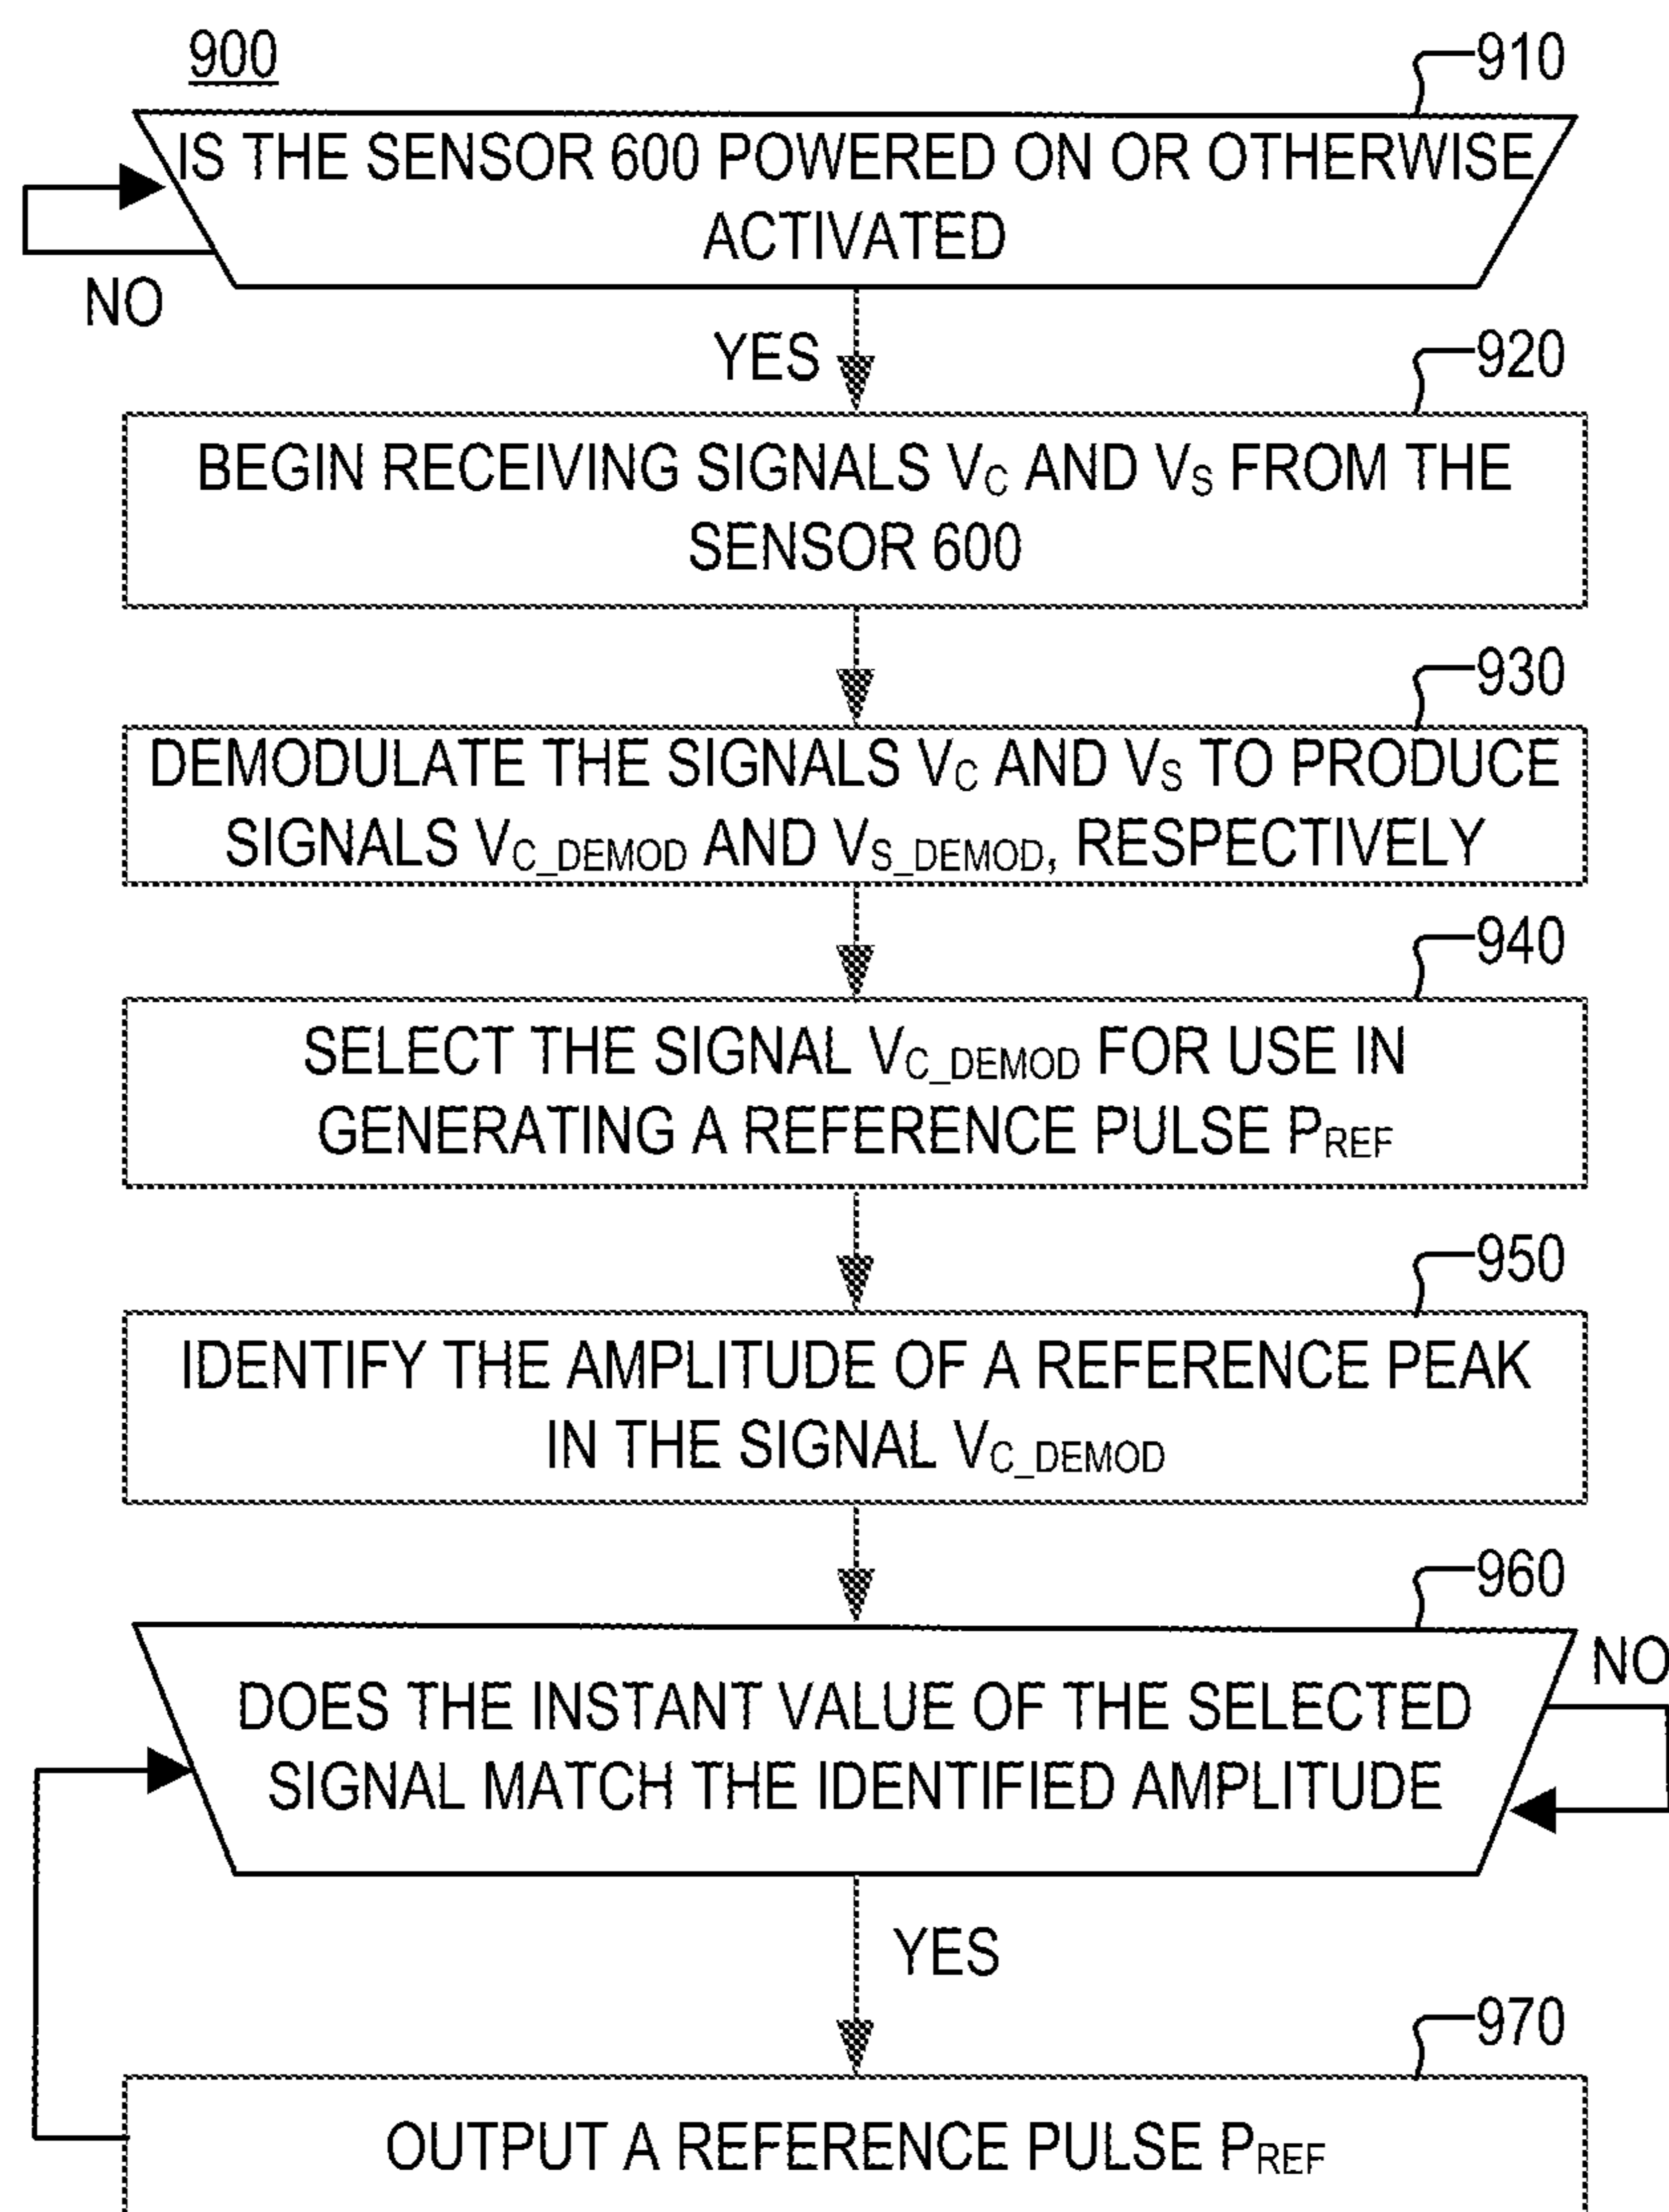 900
910
IS THE SENSOR 600 POWERED ON OR OTHERWISE
ACTIVATED
NO
YES
920
BEGIN RECEIVING SIGNALS VC AND VS FROM THE
SENSOR 600
930
DEMODULATE THE SIGNALS VC AND VS TO PRODUCE
SIGNALS VC_DEMOD AND VS_DEMOD, RESPECTIVELY
940
SELECT THE SIGNAL VC_DEMOD FOR USE IN
GENERATING A REFERENCE PULSE PREF
950
IDENTIFY THE AMPLITUDE OF A REFERENCE PEAK
IN THE SIGNAL VC_DEMOD
960
NO
DOES THE INSTANT VALUE OF THE SELECTED
SIGNAL MATCH THE IDENTIFIED AMPLITUDE
YES
970
OUTPUT A REFERENCE PULSE PREF